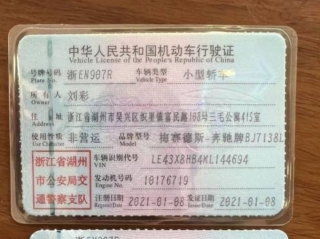 中华人民共和国机动车行驶证
Vehicle License of the People's Republic of China
号牌号码 浙EN907R 车辆类型 小型轿车
Plate No. Vehicle Type
所有人 刘彩
Owner
住址 浙江省湖州市吴兴区织里镇富民路108号三毛公寓415室
Address
使用性质 非营运 品牌型号 梅赛德斯-奔驰牌BJ7138L
Use Character Model
浙江省湖州
市公安局交
通警察支队
车辆识别代号 LE43X8HB4KL144694
VIN
发动机号码 10176719
Engine No.
注册日期 2021-01-08 发证日期 2021-01-08
Register Date Issue Date
浙EN907R